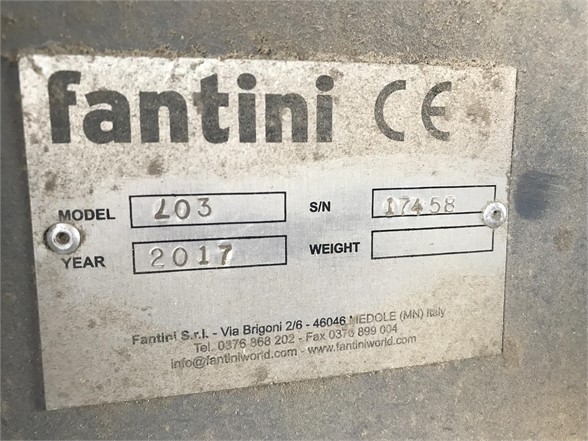 fantini CE
MODEL LO3 S/N 17458
YEAR 2017 WEIGHT
Fantini S.r.l. - Via Brigoni 2/6 - 46046 MEDOLE (MN) Italy
Tel. 0376 868 202 - Fax 0376 899 004
info@fantiniworld.com - www.fantiniworld.com